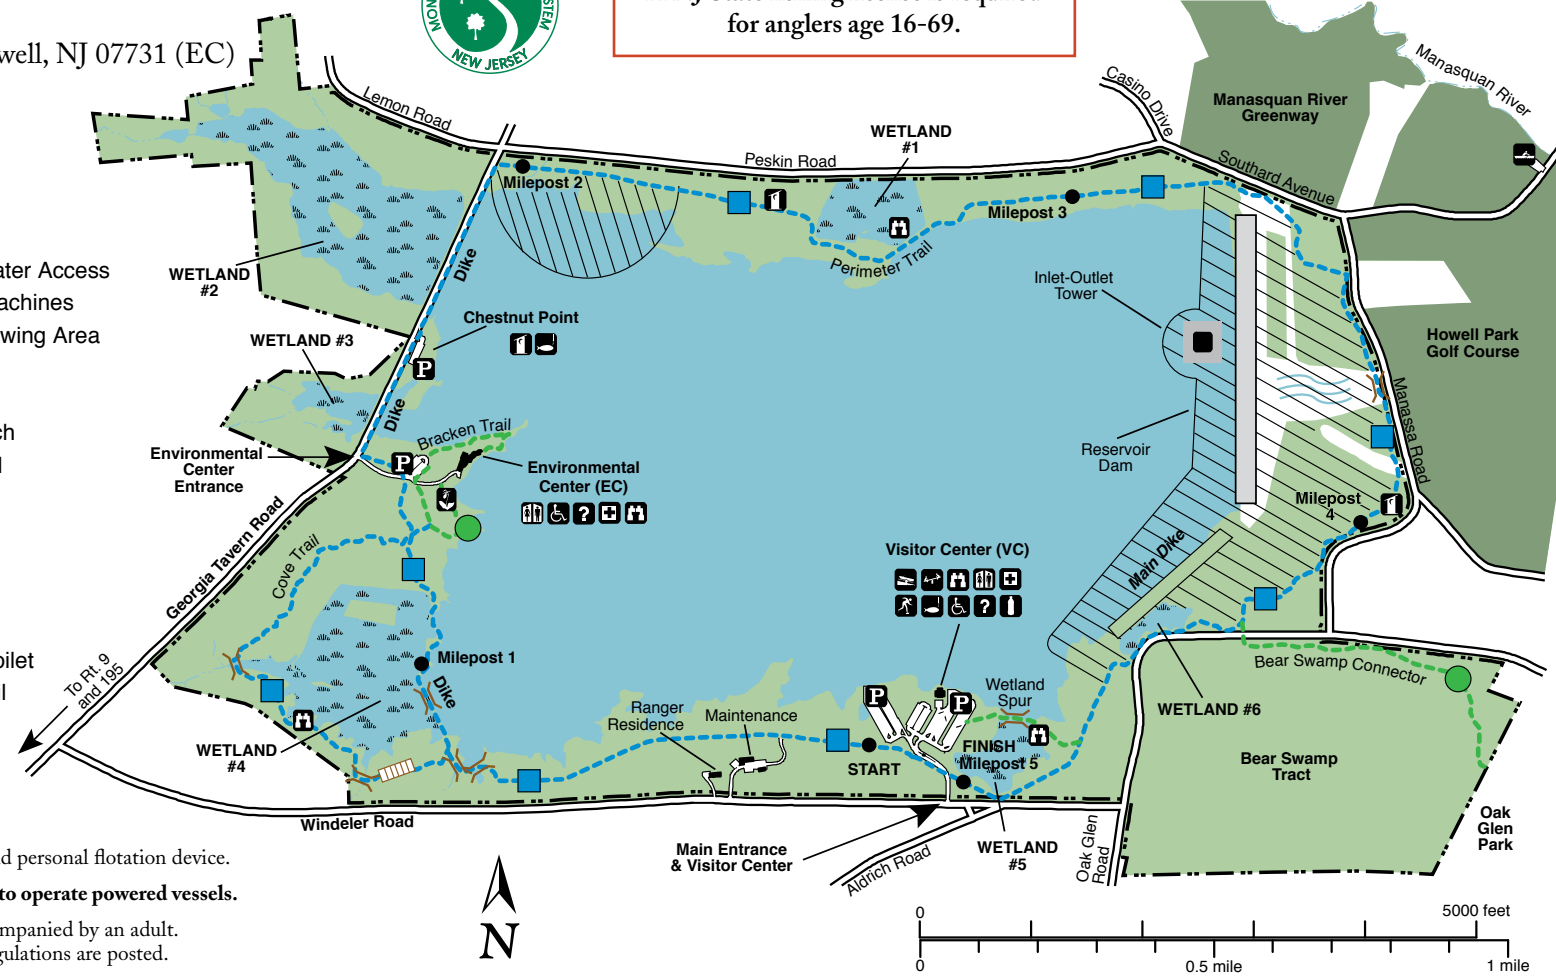 for anglers age 16-69.
NEW JERSEY
NJ 07731 (EC)
Lemon Road
Casino Drive
Manasquan River
Manasquan River
Greenway
WETLAND
#1
Peskin Road
Southard Avenue
Milepost 2
Milepost 3
Perimeter Trail
Access
WETLAND
#2
Dike
Area
Inlet-Outlet
Tower
Chestnut Point
P
WETLAND #3
Howell Park
Golf Course
Manassa Road
Dike
Bracken Trail
Environmental
Center
Entrance
P
Environmental
Center (EC)
?
Reservoir
Dam
Milepost
4
Georgia Tavern Road
Cove Trail
Main Dike
Visitor Center (VC)
?
To Rt. 9
and 195
Milepost 1
Dike
Bear Swamp Connector
Ranger
Residence
Maintenance
P
P
Wetland
Spur
WETLAND #6
WETLAND
#4
START
FINISH
Milepost 5
Bear Swamp
Tract
Oak
Glen
Park
Windeler Road
Main Entrance
& Visitor Center
Aldrich Road
WETLAND
#5
Oak Glen
Road
personal flotation device.
to operate powered vessels.
by an adult.
are posted.
N
0
5000 feet
0
0.5 mile
1 mile